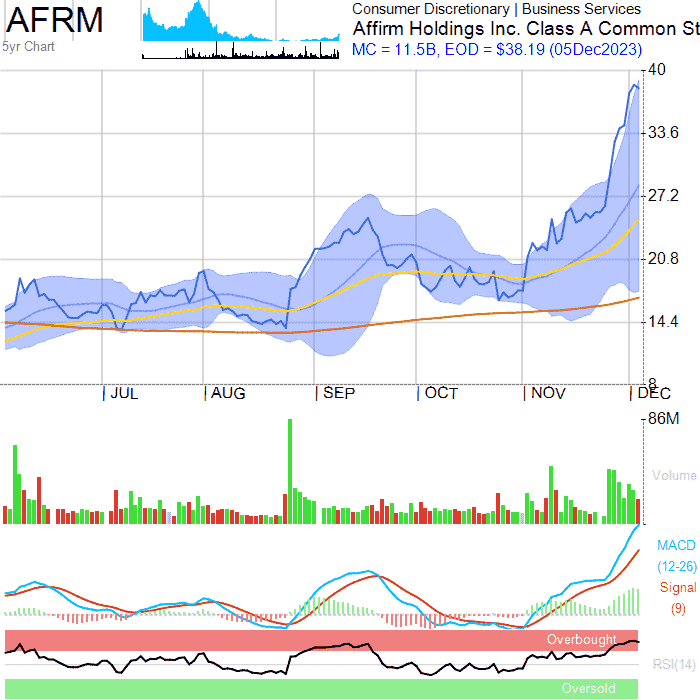 AFRM
5yr Chart
Consumer Discretionary | Business Services
Affirm Holdings Inc. Class A Common St
MC = 11.5B, EOD = $38.19 (05Dec2023)
40
33.6
27.2
20.8
14.4
8
JUL AUG SEP OCT NOV DEC
86M
Volume
MACD
(12-26)
Signal
(9)
Overbought
RSI(14)
Oversold